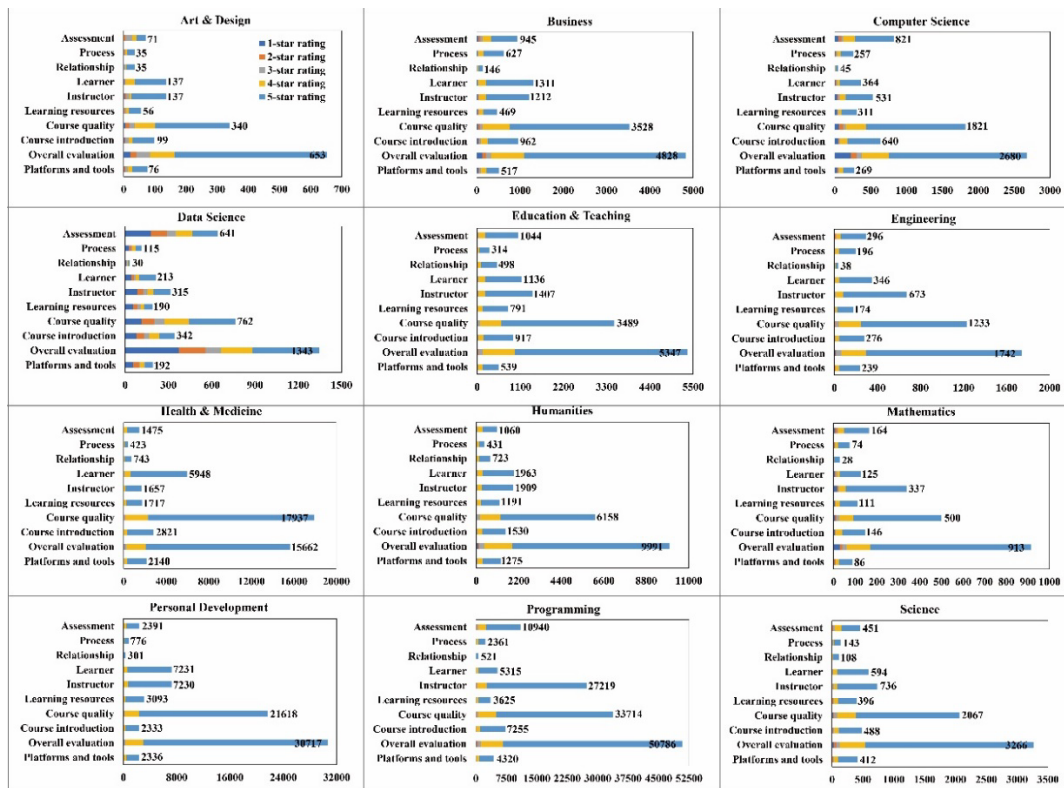 Art & Design
Assessment 71
Process 35
Relationship 35
Learner 137
Instructor 137
Learning resources 56
Course quality 340
Course introduction 99
Overall evaluation 653
Platforms and tools 76
0 100 200 300 400 500 600 700
1-star rating
2-star rating
3-star rating
4-star rating
5-star rating
Business
Assessment 945
Process 627
Relationship 146
Learner 1311
Instructor 1212
Learning resources 469
Course quality 3528
Course introduction 962
Overall evaluation 4828
Platforms and tools 517
0 1000 2000 3000 4000 5000
Computer Science
Assessment 821
Process 257
Relationship 45
Learner 364
Instructor 531
Learning resources 311
Course quality 1821
Course introduction 640
Overall evaluation 2680
Platforms and tools 269
0 500 1000 1500 2000 2500 3000
Data Science
Assessment 641
Process 115
Relationship 30
Learner 213
Instructor 315
Learning resources 190
Course quality 762
Course introduction 342
Overall evaluation 1343
Platforms and tools 192
0 300 600 900 1200 1500
Education & Teaching
Assessment 1044
Process 314
Relationship 498
Learner 1136
Instructor 1407
Learning resources 791
Course quality 3489
Course introduction 917
Overall evaluation 5347
Platforms and tools 539
0 1100 2200 3300 4400 5500
Engineering
Assessment 296
Process 196
Relationship 38
Learner 346
Instructor 673
Learning resources 174
Course quality 1233
Course introduction 276
Overall evaluation 1742
Platforms and tools 239
0 400 800 1200 1600 2000
Health & Medicine
Assessment 1475
Process 423
Relationship 743
Learner 5948
Instructor 1657
Learning resources 1717
Course quality 17937
Course introduction 2821
Overall evaluation 15662
Platforms and tools 2140
0 4000 8000 12000 16000 20000
Humanities
Assessment 1060
Process 431
Relationship 723
Learner 1963
Instructor 1909
Learning resources 1191
Course quality 6158
Course introduction 1530
Overall evaluation 9991
Platforms and tools 1275
0 2200 4400 6600 8800 11000
Mathematics
Assessment 164
Process 74
Relationship 28
Learner 125
Instructor 337
Learning resources 111
Course quality 500
Course introduction 146
Overall evaluation 913
Platforms and tools 86
0 100 200 300 400 500 600 700 800 900 1000
Personal Development
Assessment 2391
Process 776
Relationship 301
Learner 7231
Instructor 7230
Learning resources 3093
Course quality 21618
Course introduction 2333
Overall evaluation 30717
Platforms and tools 2336
0 8000 16000 24000 32000
Programming
Assessment 10940
Process 2361
Relationship 521
Learner 5315
Instructor 27219
Learning resources 3625
Course quality 33714
Course introduction 7255
Overall evaluation 50786
Platforms and tools 4320
0 7500 15000 22500 30000 37500 45000 52500
Science
Assessment 451
Process 143
Relationship 108
Learner 594
Instructor 736
Learning resources 396
Course quality 2067
Course introduction 488
Overall evaluation 3266
Platforms and tools 412
0 500 1000 1500 2000 2500 3000 3500